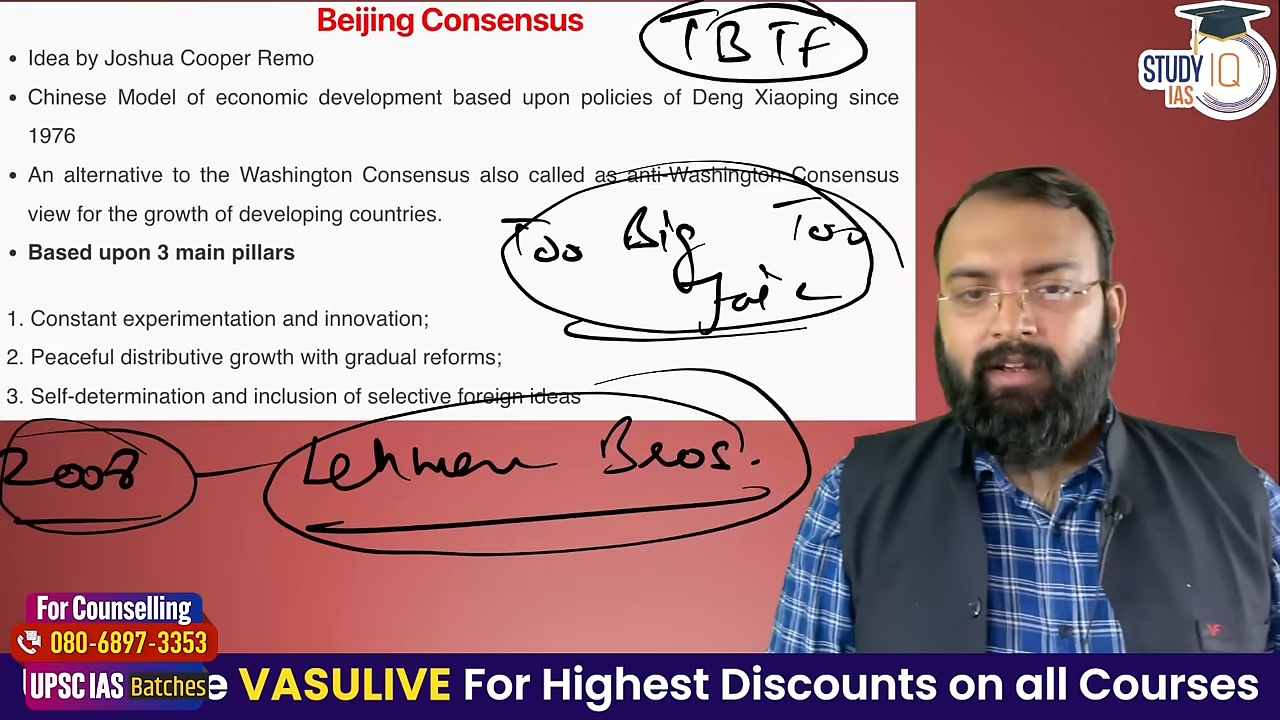 Beijing Consensus
TBTF
STUDY IQ
IAS
• Idea by Joshua Cooper Remo
• Chinese Model of economic development based upon policies of Deng Xiaoping since
1976
• An alternative to the Washington Consensus also called as anti-Washington Consensus
view for the growth of developing countries.
Too Big Too
Fail
• Based upon 3 main pillars
1. Constant experimentation and innovation;
2. Peaceful distributive growth with gradual reforms;
3. Self-determination and inclusion of selective foreign ideas
2008 Lehman Bros.
For Counselling
080-6897-3353
UPSC IAS Batches
e VASULIVE For Highest Discounts on all Courses